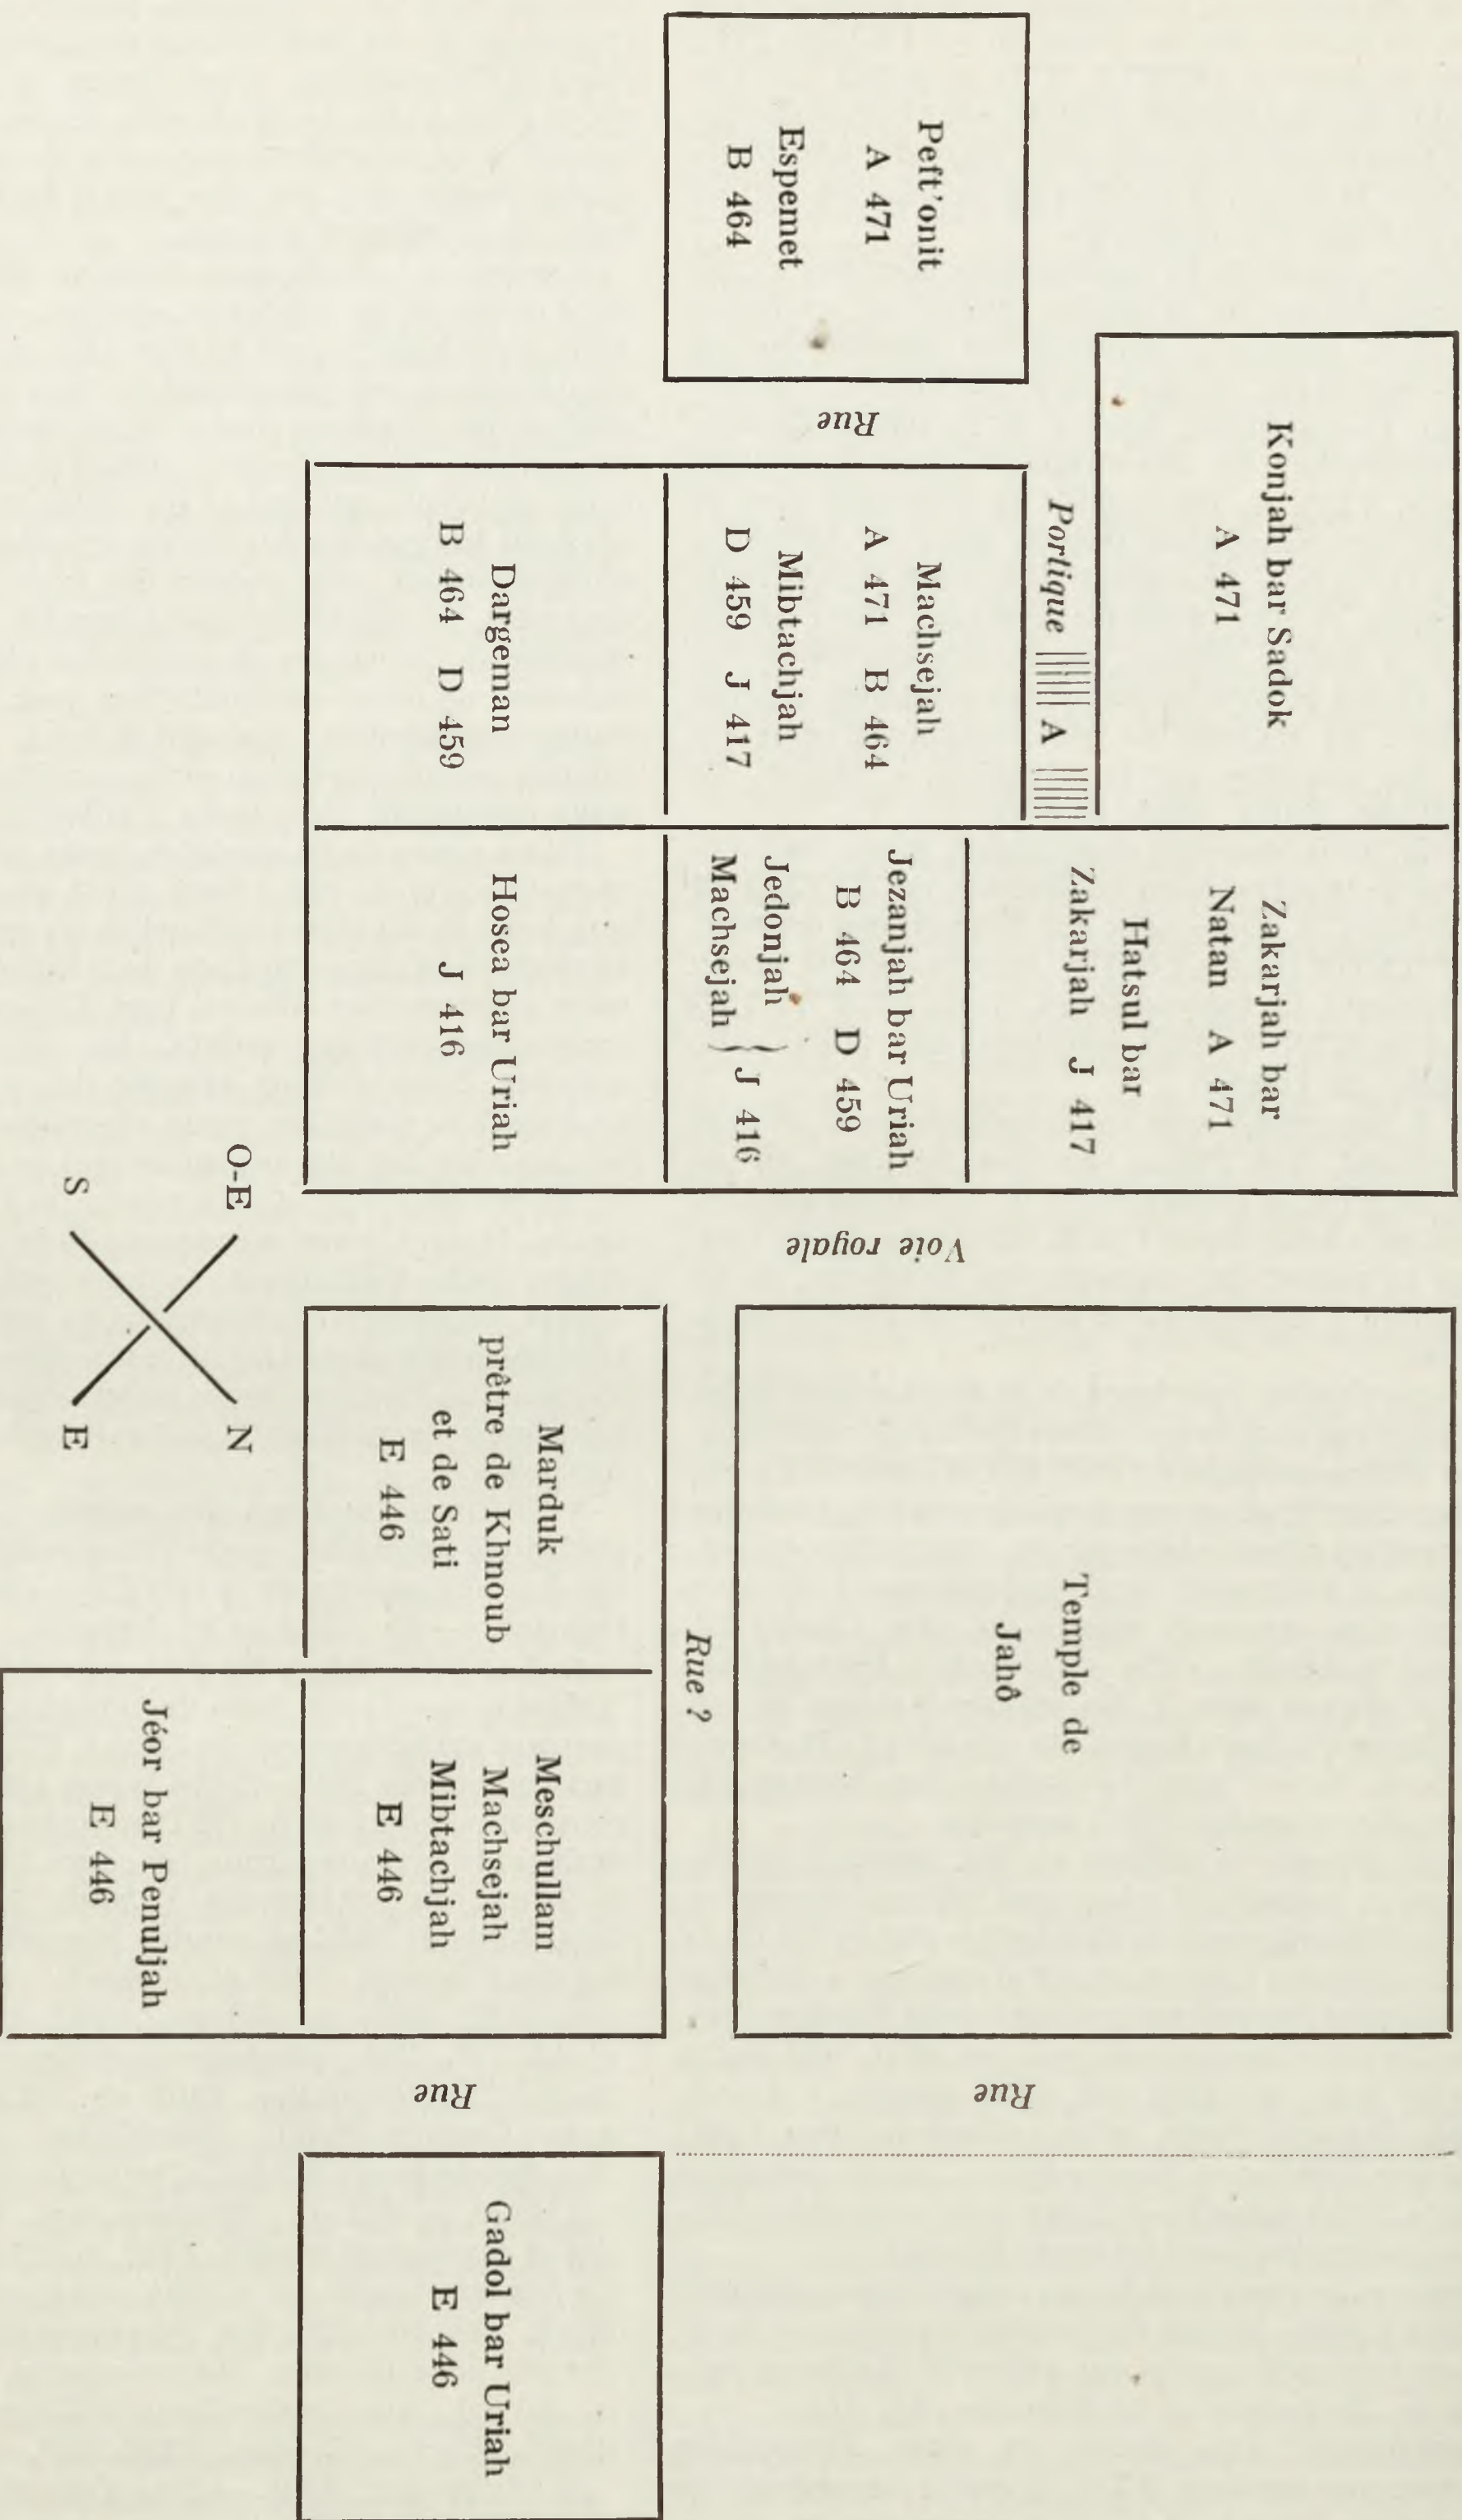 Konjah bar Sadok
A 471
Zakarjah bar
Natan A 471
Hatsul bar
Zakarjah J 417
Temple de
Jahô
Rue
Portique A
Peft'onit
A 471
Espemet
B 464
Rue
Machsejah
A 471 B 464
Mibtachjah
D 459 J 417
Jezanjah bar Uriah
B 464 D 459
Jedonjah
Machsejah } J 416
Voie royale
Rue ?
Dargeman
B 464 D 459
Hosea bar Uriah
J 416
Marduk
prêtre de Khnoub
et de Sati
E 446
Meschullam
Machsejah
Mibtachjah
E 446
Rue
Gadol bar Uriah
E 446
Jéor bar Penuljah
E 446
O-E
N
S
E